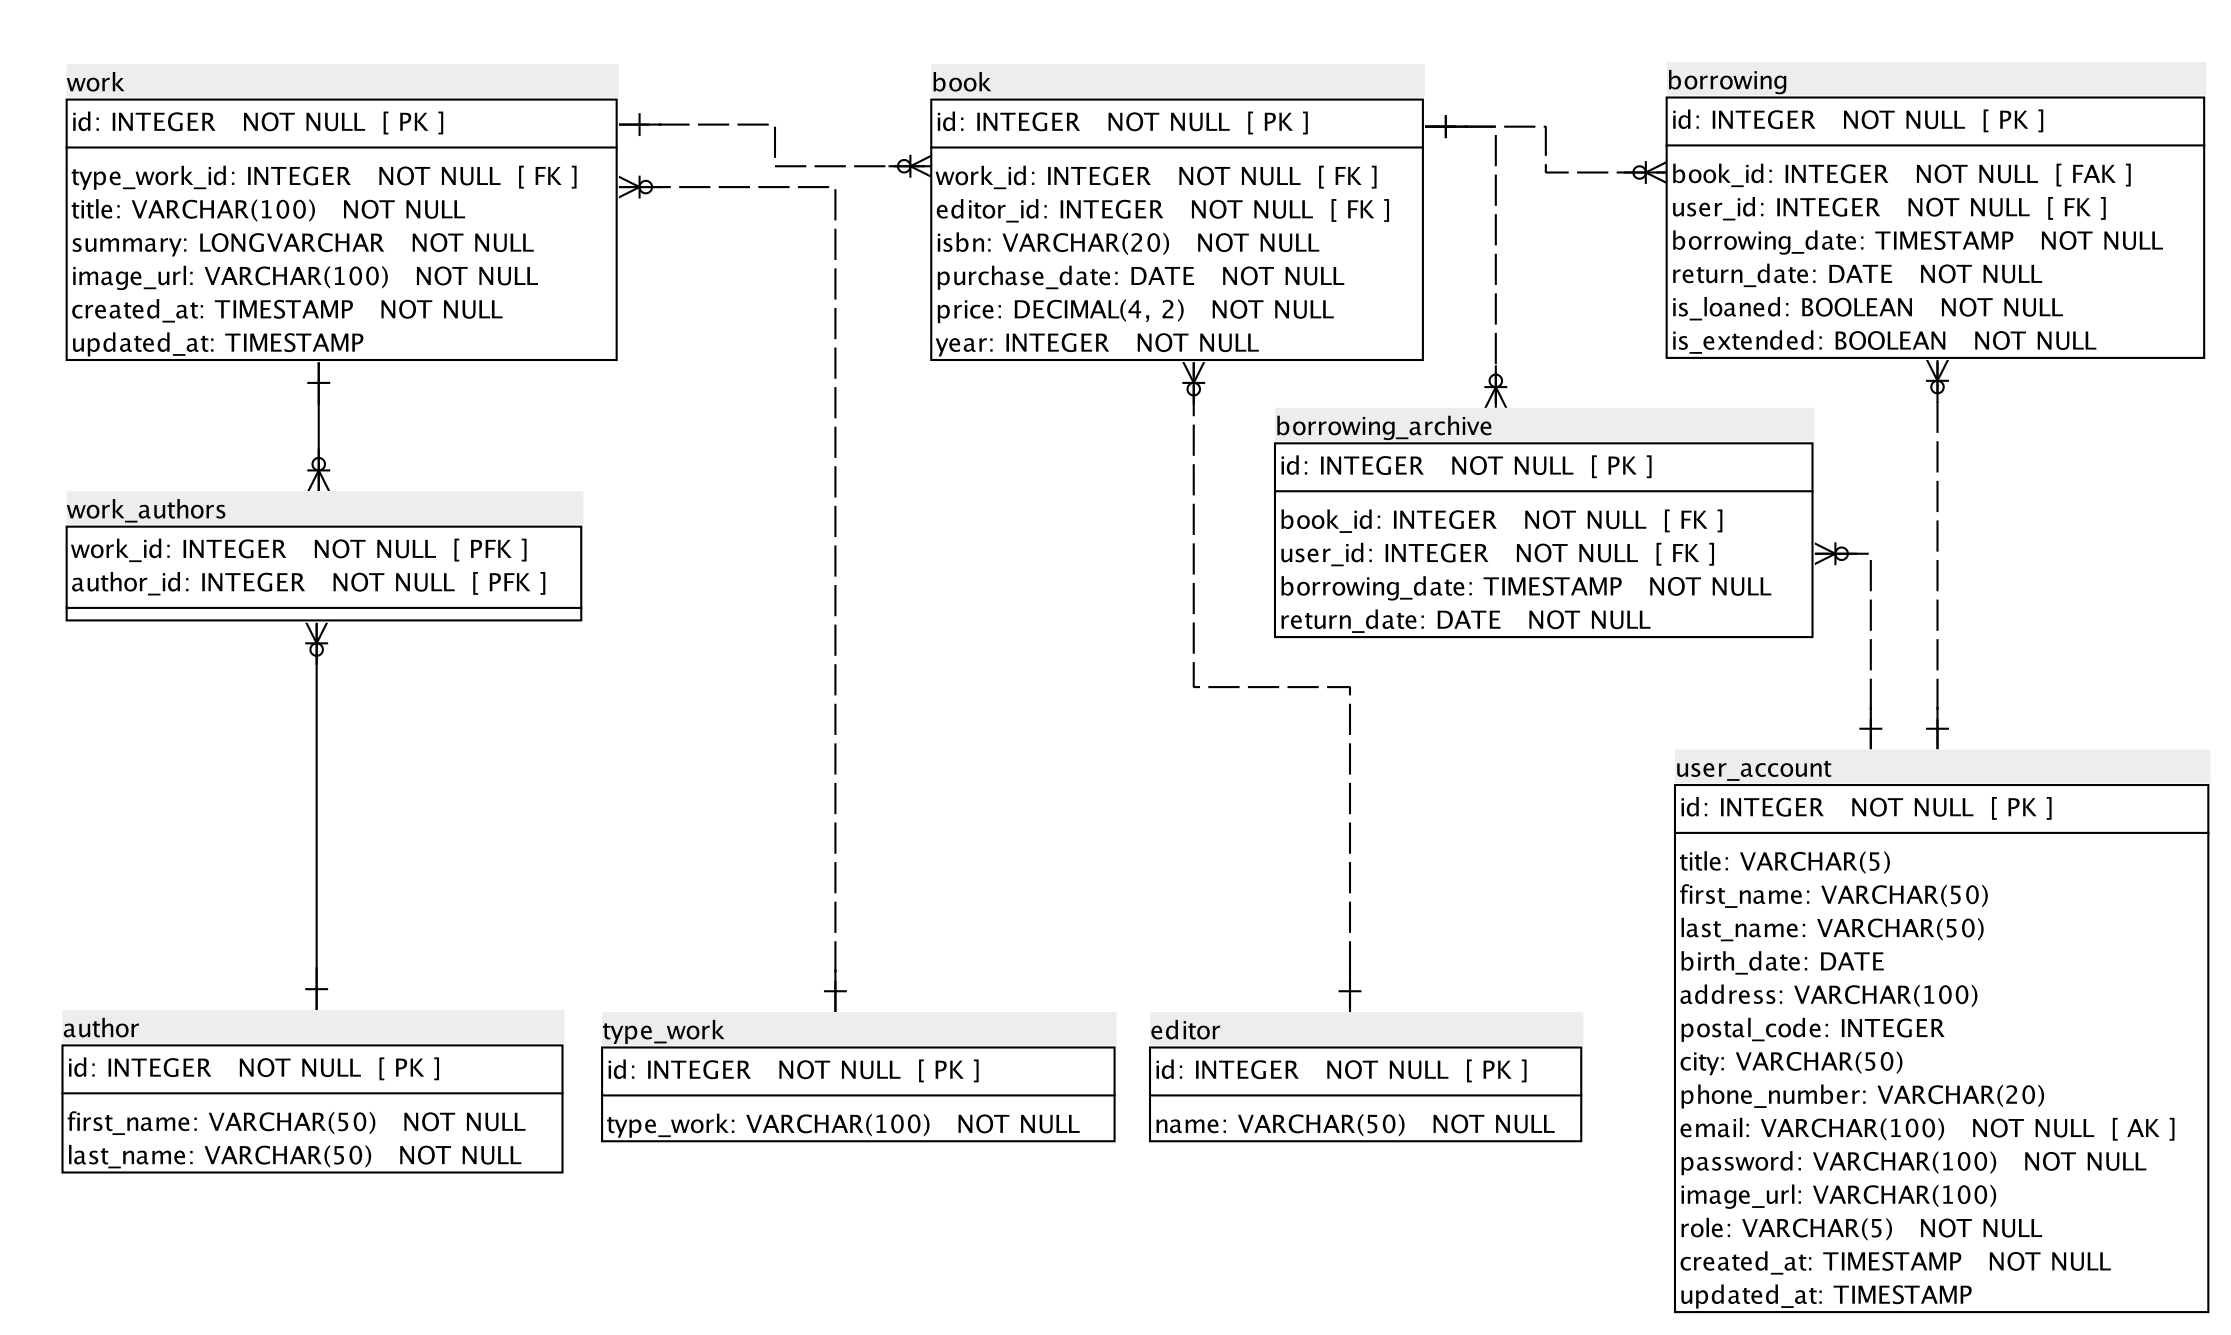 work
id: INTEGER NOT NULL [ PK ]
type_work_id: INTEGER NOT NULL [ FK ]
title: VARCHAR(100) NOT NULL
summary: LONGVARCHAR NOT NULL
image_url: VARCHAR(100) NOT NULL
created_at: TIMESTAMP NOT NULL
updated_at: TIMESTAMP
book
id: INTEGER NOT NULL [ PK ]
work_id: INTEGER NOT NULL [ FK ]
editor_id: INTEGER NOT NULL [ FK ]
isbn: VARCHAR(20) NOT NULL
purchase_date: DATE NOT NULL
price: DECIMAL(4, 2) NOT NULL
year: INTEGER NOT NULL
borrowing
id: INTEGER NOT NULL [ PK ]
book_id: INTEGER NOT NULL [ FAK ]
user_id: INTEGER NOT NULL [ FK ]
borrowing_date: TIMESTAMP NOT NULL
return_date: DATE NOT NULL
is_loaned: BOOLEAN NOT NULL
is_extended: BOOLEAN NOT NULL
borrowing_archive
id: INTEGER NOT NULL [ PK ]
book_id: INTEGER NOT NULL [ FK ]
user_id: INTEGER NOT NULL [ FK ]
borrowing_date: TIMESTAMP NOT NULL
return_date: DATE NOT NULL
work_authors
work_id: INTEGER NOT NULL [ PFK ]
author_id: INTEGER NOT NULL [ PFK ]
author
id: INTEGER NOT NULL [ PK ]
first_name: VARCHAR(50) NOT NULL
last_name: VARCHAR(50) NOT NULL
type_work
id: INTEGER NOT NULL [ PK ]
type_work: VARCHAR(100) NOT NULL
editor
id: INTEGER NOT NULL [ PK ]
name: VARCHAR(50) NOT NULL
user_account
id: INTEGER NOT NULL [ PK ]
title: VARCHAR(5)
first_name: VARCHAR(50)
last_name: VARCHAR(50)
birth_date: DATE
address: VARCHAR(100)
postal_code: INTEGER
city: VARCHAR(50)
phone_number: VARCHAR(20)
email: VARCHAR(100) NOT NULL [ AK ]
password: VARCHAR(100) NOT NULL
image_url: VARCHAR(100)
role: VARCHAR(5) NOT NULL
created_at: TIMESTAMP NOT NULL
updated_at: TIMESTAMP